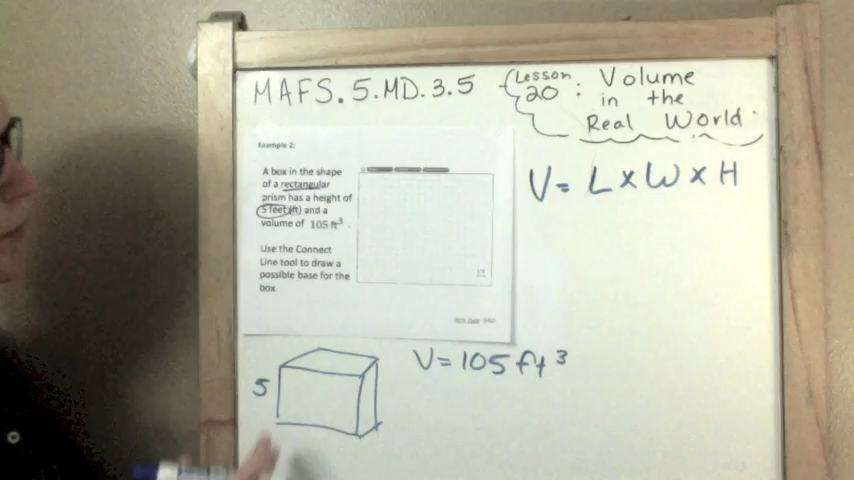 MAFS.5.MD.3.5
Lesson
20 :
Volume
in the
Real World
Example 2:
A box in the shape
of a rectangular
prism has a height of
5 feet (ft) and a
volume of 105 ft³.
Use the Connect
Line tool to draw a
possible base for the
box.
V= L x W x H
5
V=105 ft³